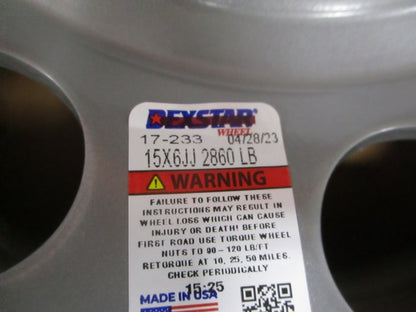 DEXSTAR
WHEEL
17-233 04/28/23
15X6JJ 2860 LB
WARNING
FAILURE TO FOLLOW THESE
INSTRUCTIONS MAY RESULT IN
WHEEL LOSS WHICH CAN CAUSE
INJURY OR DEATH! BEFORE
FIRST ROAD USE TORQUE WHEEL
NUTS TO 90 - 120 LB/FT
RETORQUE AT 10, 25, 50 MILES.
CHECK PERIODICALLY
15:25
MADE IN USA